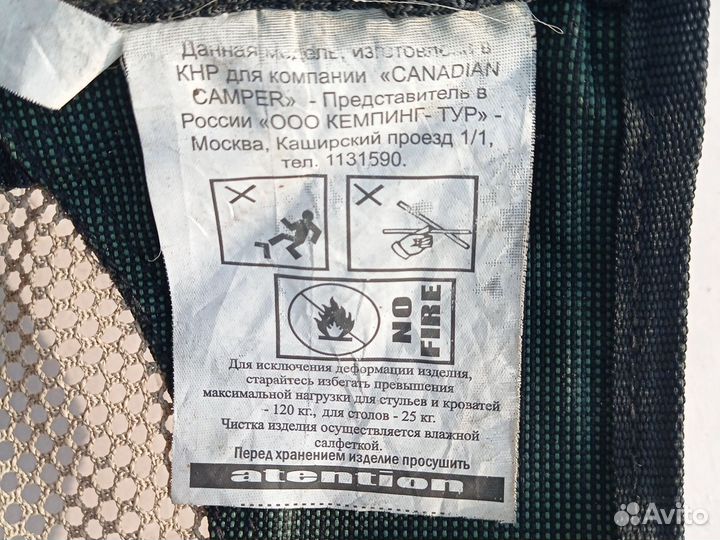 Данная модель, изготовлена в
КНР для компании «CANADIAN
CAMPER» - Представитель в
России «ООО КЕМПИНГ- ТУР» -
Москва, Каширский проезд 1/1,
тел. 1131590.
NO
FIRE
Для исключения деформации изделия,
старайтесь избегать превышения
максимальной нагрузки для стульев и кроватей
- 120 кг., для столов - 25 кг.
Чистка изделия осуществляется влажной
салфеткой.
Перед хранением изделие просушить
atention
Avito